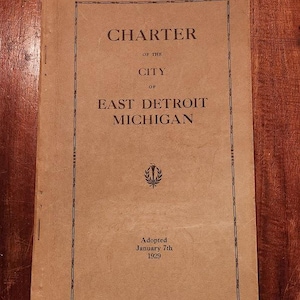 CHARTER
OF THE
CITY
OF
EAST DETROIT
MICHIGAN
Adopted
January 7th
1929